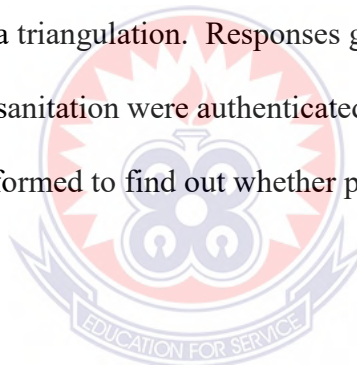 a triangulation. Responses g
sanitation were authenticated
formed to find out whether p
EDUCATION FOR SERVICE